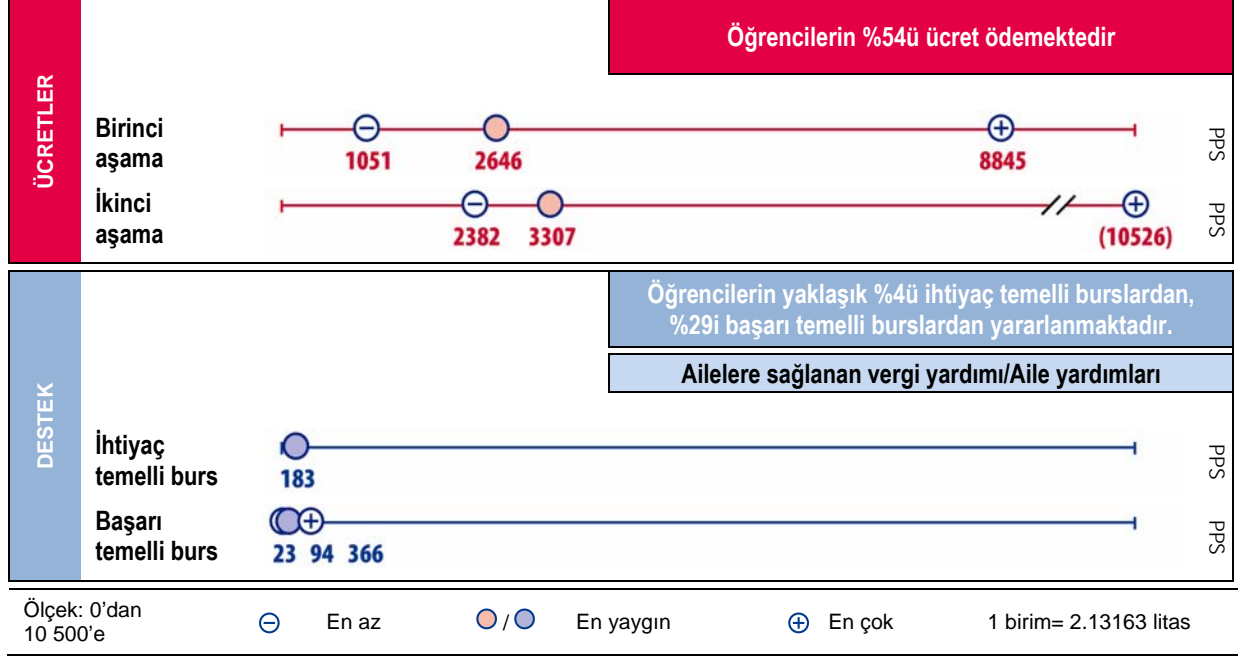 Öğrencilerin %54ü ücret ödemektedir
ÜCRETLER
Birinci
aşama
1051 2646 8845
PPS
İkinci
aşama
2382 3307 (10526)
PPS
Öğrencilerin yaklaşık %4ü ihtiyaç temelli burslardan,
%29i başarı temelli burslardan yararlanmaktadır.
Ailelere sağlanan vergi yardımı/Aile yardımları
DESTEK
İhtiyaç
temelli burs
183
PPS
Başarı
temelli burs
23 94 366
PPS
Ölçek: 0’dan
10 500’e
En az
/
En yaygın
En çok
1 birim= 2.13163 litas